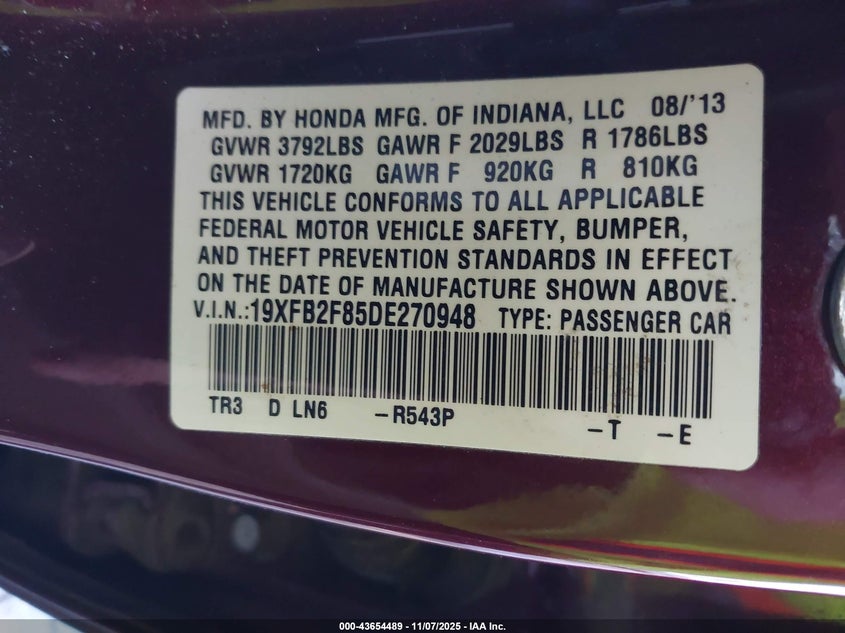 MFD. BY HONDA MFG. OF INDIANA, LLC 08/'13
GVWR 3792LBS GAWR F 2029LBS R 1786LBS
GVWR 1720KG GAWR F 920KG R 810KG
THIS VEHICLE CONFORMS TO ALL APPLICABLE
FEDERAL MOTOR VEHICLE SAFETY, BUMPER,
AND THEFT PREVENTION STANDARDS IN EFFECT
ON THE DATE OF MANUFACTURE SHOWN ABOVE.
V.I.N.:19XFB2F85DE270948 TYPE: PASSENGER CAR
TR3 D LN6 -R543P -T -E
000-43654489 - 11/07/2025 - IAA Inc.